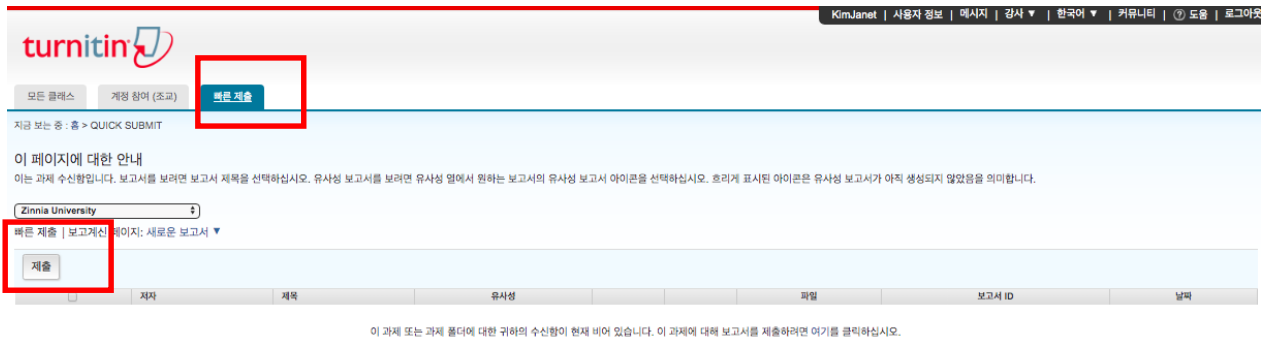 KimJanet | 사용자 정보 | 메시지 | 강사 ▼ | 한국어 ▼ | 커뮤니티 | ? 도움 | 로그아웃
turnitin
모든 클래스 계정 참여 (조교) 빠른 제출
지금 보는 중 : 홈 > QUICK SUBMIT
이 페이지에 대한 안내
이는 과제 수신함입니다. 보고서를 보려면 보고서 제목을 선택하십시오. 유사성 보고서를 보려면 유사성 열에서 원하는 보고서의 유사성 보고서 아이콘을 선택하십시오. 흐리게 표시된 아이콘은 유사성 보고서가 아직 생성되지 않았음을 의미합니다.
Zinnia University
빠른 제출 | 보고계신 페이지: 새로운 보고서 ▼
제출
저자 제목 유사성 파일 보고서 ID 날짜
이 과제 또는 과제 폴더에 대한 귀하의 수신함이 현재 비어 있습니다. 이 과제에 대해 보고서를 제출하려면 여기를 클릭하십시오.